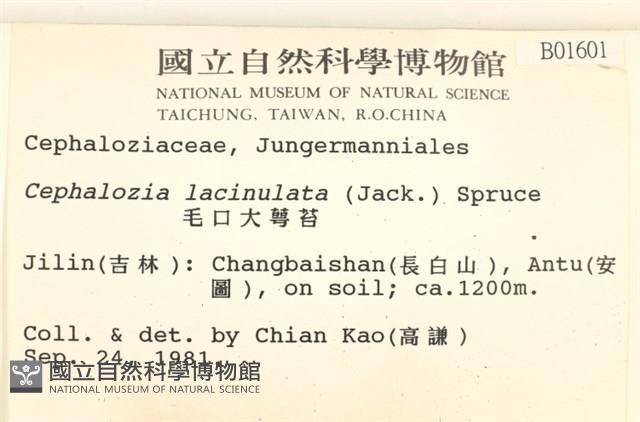 國立自然科學博物館
B01601
NATIONAL MUSEUM OF NATURAL SCIENCE
TAICHUNG, TAIWAN, R.O.CHINA
Cephaloziaceae, Jungermanniales
Cephalozia lacinulata (Jack.) Spruce
毛口大萼苔
Jilin(吉林): Changbaishan(長白山), Antu(安
圖), on soil; ca.1200m.
Coll. & det. by Chian Kao(高謙)
Sep. 24, 1981.
國立自然科學博物館
NATIONAL MUSEUM OF NATURAL SCIENCE